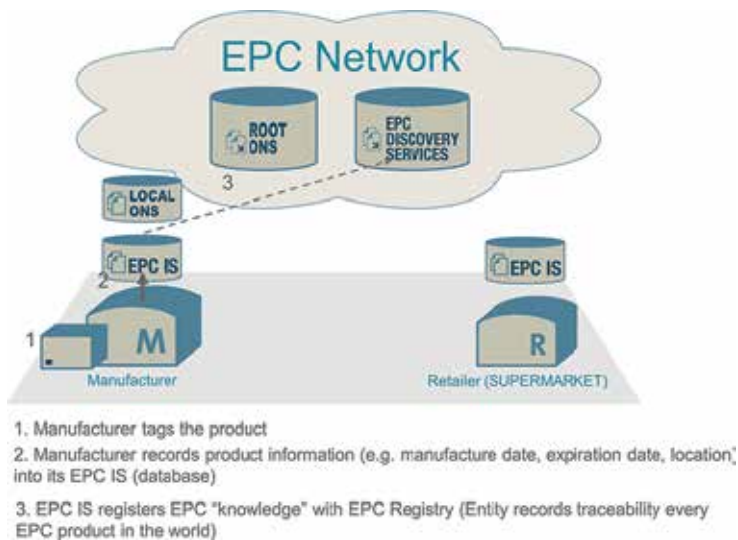 EPC Network
ROOT
ONS
EPC
DISCOVERY
SERVICES
3
LOCAL
ONS
EPC IS
2
EPC IS
1
M
R
Manufacturer
Retailer (SUPERMARKET)
1. Manufacturer tags the product
2. Manufacturer records product information (e.g. manufacture date, expiration date, location)
into its EPC IS (database)
3. EPC IS registers EPC “knowledge” with EPC Registry (Entity records traceability every
EPC product in the world)